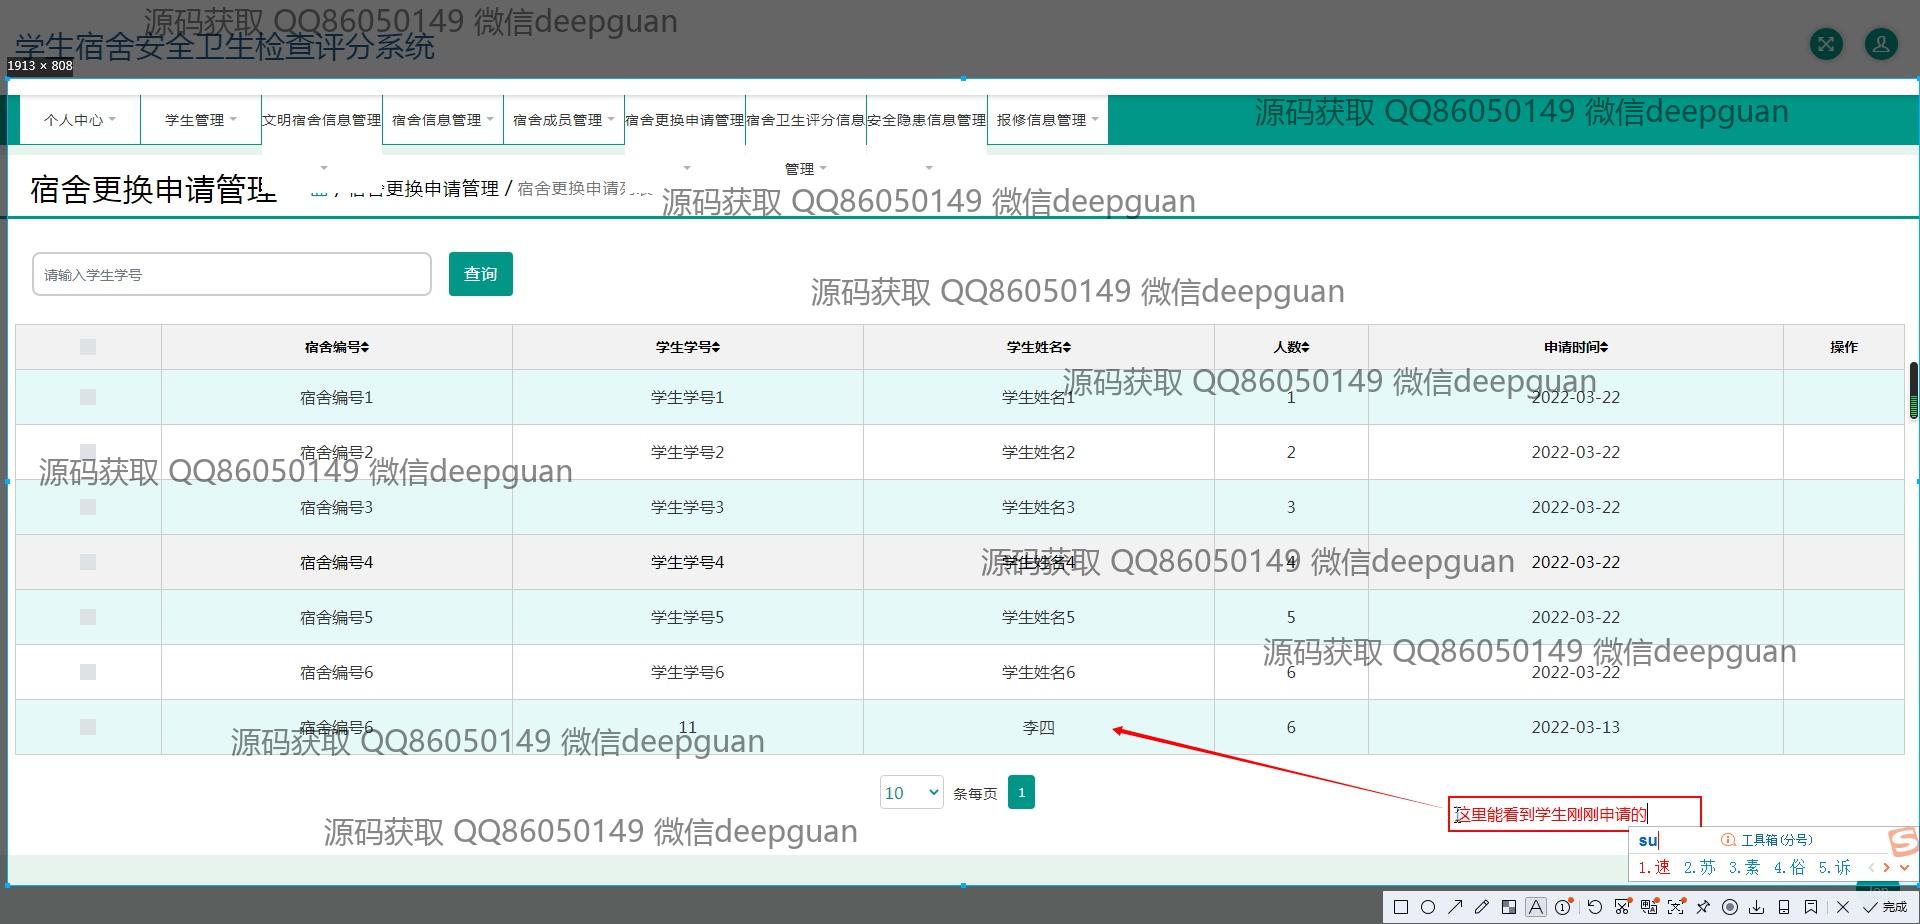 源码获取 QQ86050149 微信deepguan
学生宿舍安全卫生检查评分系统
1913 × 808
个人中心 学生管理 文明宿舍信息管理 宿舍信息管理 宿舍成员管理 宿舍更换申请管理 宿舍卫生评分信息 安全隐患信息管理 报修信息管理
源码获取 QQ86050149 微信deepguan
管理
宿舍更换申请管理 / 宿舍更换申请管理 / 宿舍更换申请列表
源码获取 QQ86050149 微信deepguan
请输入学生学号 查询
源码获取 QQ86050149 微信deepguan
宿舍编号 学生学号 学生姓名 人数 申请时间 操作
源码获取 QQ86050149 微信deepguan
宿舍编号1 学生学号1 学生姓名1 1 2022-03-22
宿舍编号2 学生学号2 学生姓名2 2 2022-03-22
源码获取 QQ86050149 微信deepguan
宿舍编号3 学生学号3 学生姓名3 3 2022-03-22
宿舍编号4 学生学号4 学生姓名4 4 2022-03-22
源码获取 QQ86050149 微信deepguan
宿舍编号5 学生学号5 学生姓名5 5 2022-03-22
源码获取 QQ86050149 微信deepguan
宿舍编号6 学生学号6 学生姓名6 6 2022-03-22
宿舍编号6 11 李四 6 2022-03-13
源码获取 QQ86050149 微信deepguan
10 条每页 1
这里能看到学生刚刚申请的
源码获取 QQ86050149 微信deepguan
su 工具箱(分号)
1.速 2.苏 3.素 4.俗 5.诉
完成